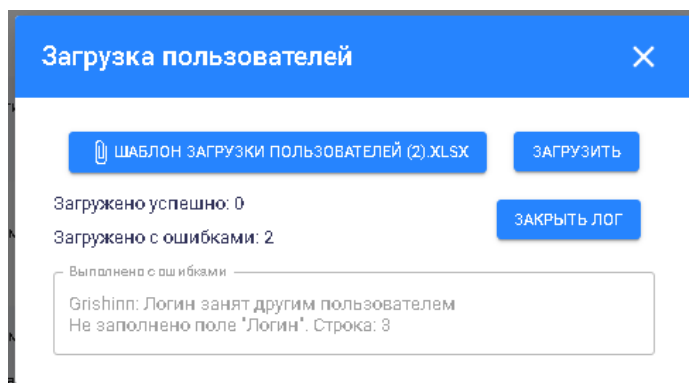 Загрузка пользователей
ШАБЛОН ЗАГРУЗКИ ПОЛЬЗОВАТЕЛЕЙ (2).XLSX
ЗАГРУЗИТЬ
Загружено успешно: 0
ЗАКРЫТЬ ЛОГ
Загружено с ошибками: 2
Выполнено с ошибками
Grishinn: Логин занят другим пользователем
Не заполнено поле "Логин". Строка: 3